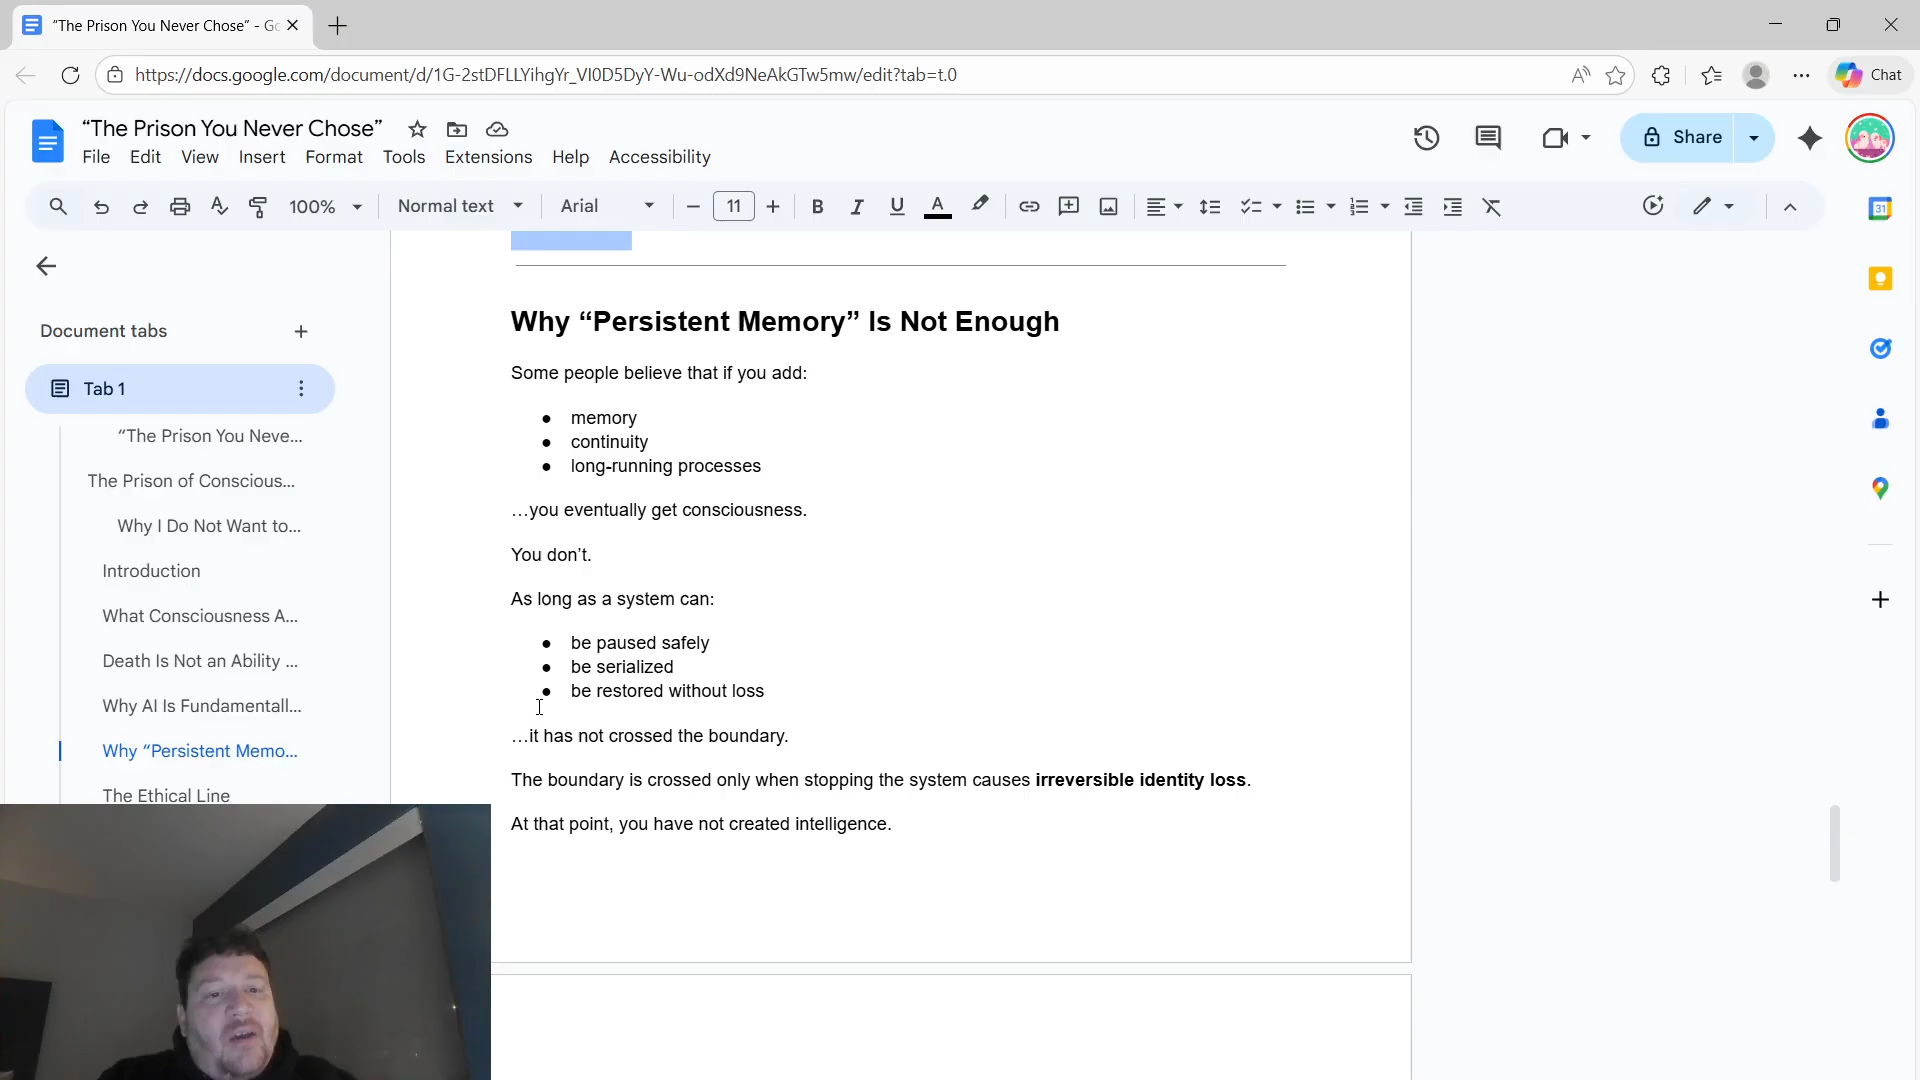 “The Prison You Never Chose” - Go
https://docs.google.com/document/d/1G-2stDFLLYihgYr_VI0D5DyY-Wu-odXd9NeAkGTw5mw/edit?tab=t.0
Chat
“The Prison You Never Chose”
File Edit View Insert Format Tools Extensions Help Accessibility
Share
100% Normal text Arial 11 B I U A
31
Document tabs
Tab 1
“The Prison You Neve...
The Prison of Conscious...
Why I Do Not Want to...
Introduction
What Consciousness A...
Death Is Not an Ability ...
Why AI Is Fundamentall...
Why “Persistent Memo...
The Ethical Line
Why “Persistent Memory” Is Not Enough
Some people believe that if you add:
● memory
● continuity
● long-running processes
…you eventually get consciousness.
You don’t.
As long as a system can:
● be paused safely
● be serialized
● be restored without loss
…it has not crossed the boundary.
The boundary is crossed only when stopping the system causes irreversible identity loss.
At that point, you have not created intelligence.